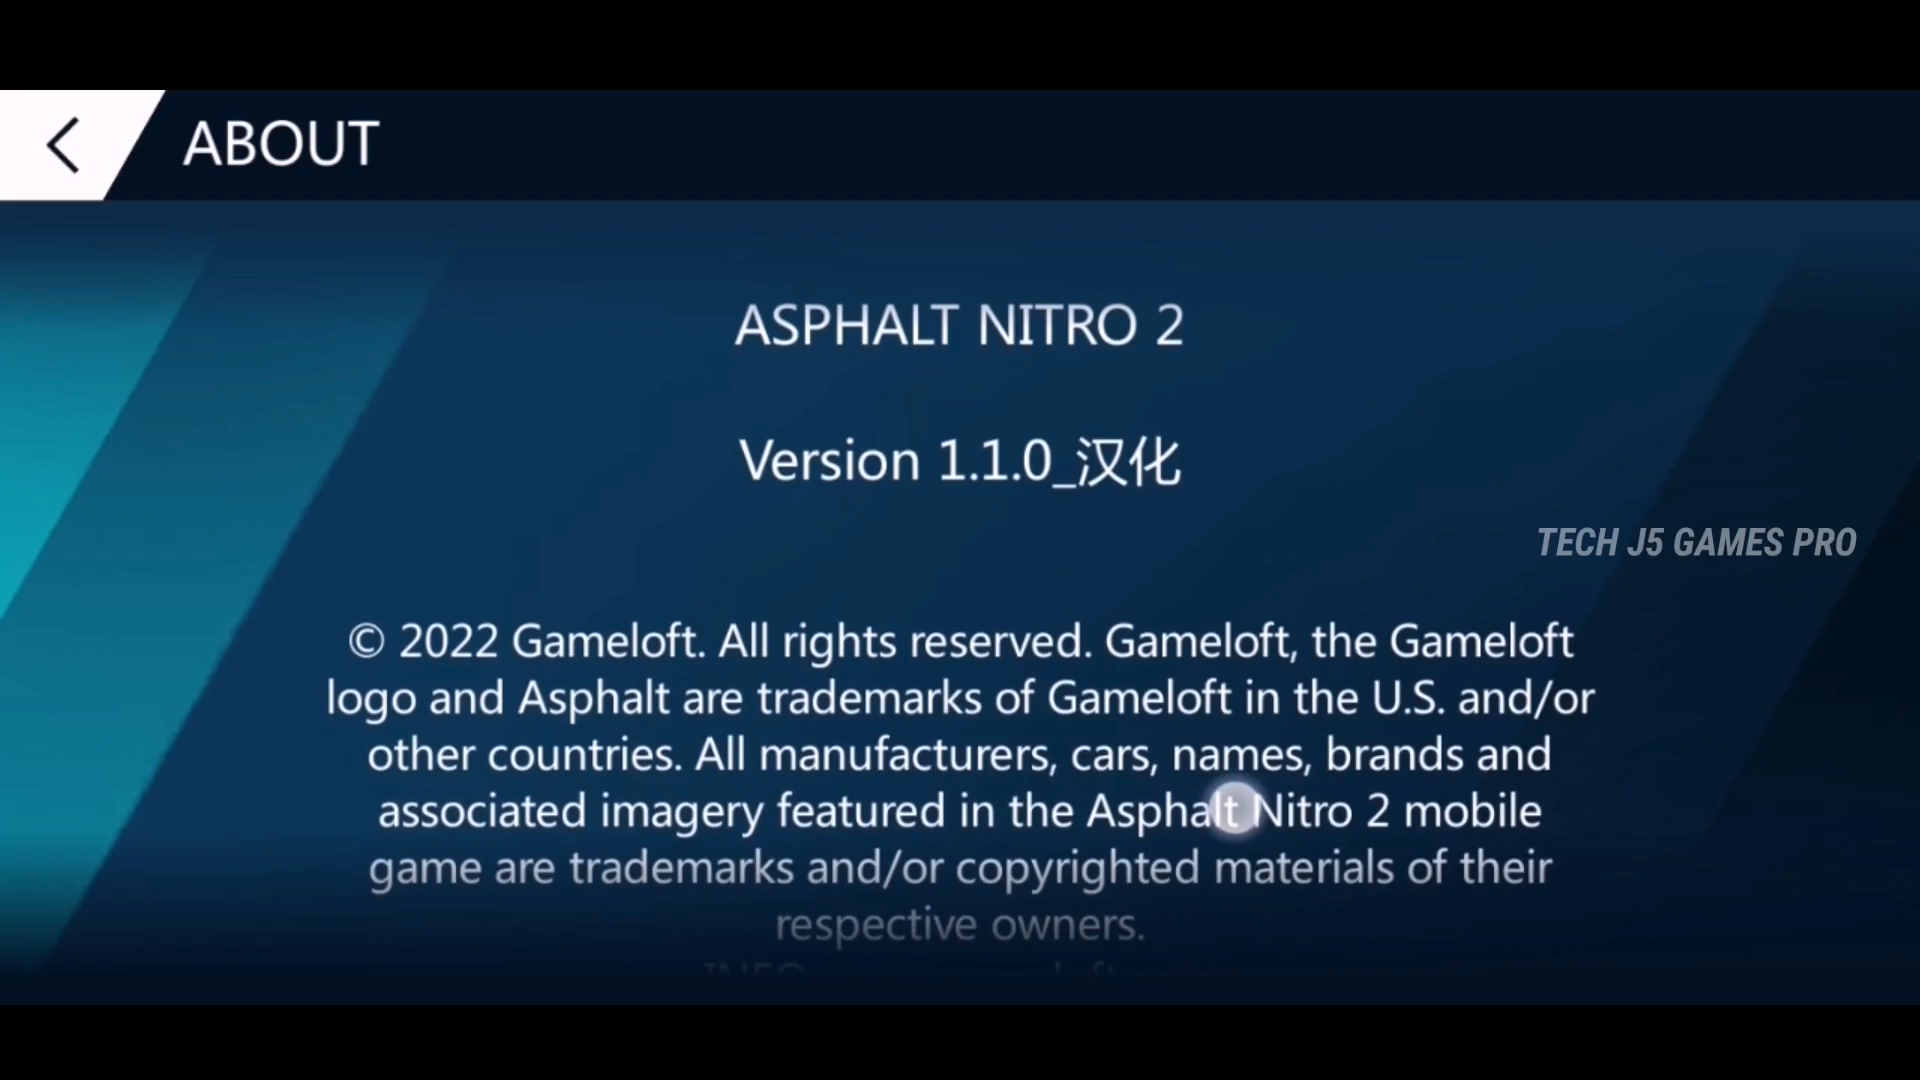 ABOUT
ASPHALT NITRO 2
Version 1.1.0_汉化
TECH J5 GAMES PRO
© 2022 Gameloft. All rights reserved. Gameloft, the Gameloft
logo and Asphalt are trademarks of Gameloft in the U.S. and/or
other countries. All manufacturers, cars, names, brands and
associated imagery featured in the Asphalt Nitro 2 mobile
game are trademarks and/or copyrighted materials of their
respective owners.